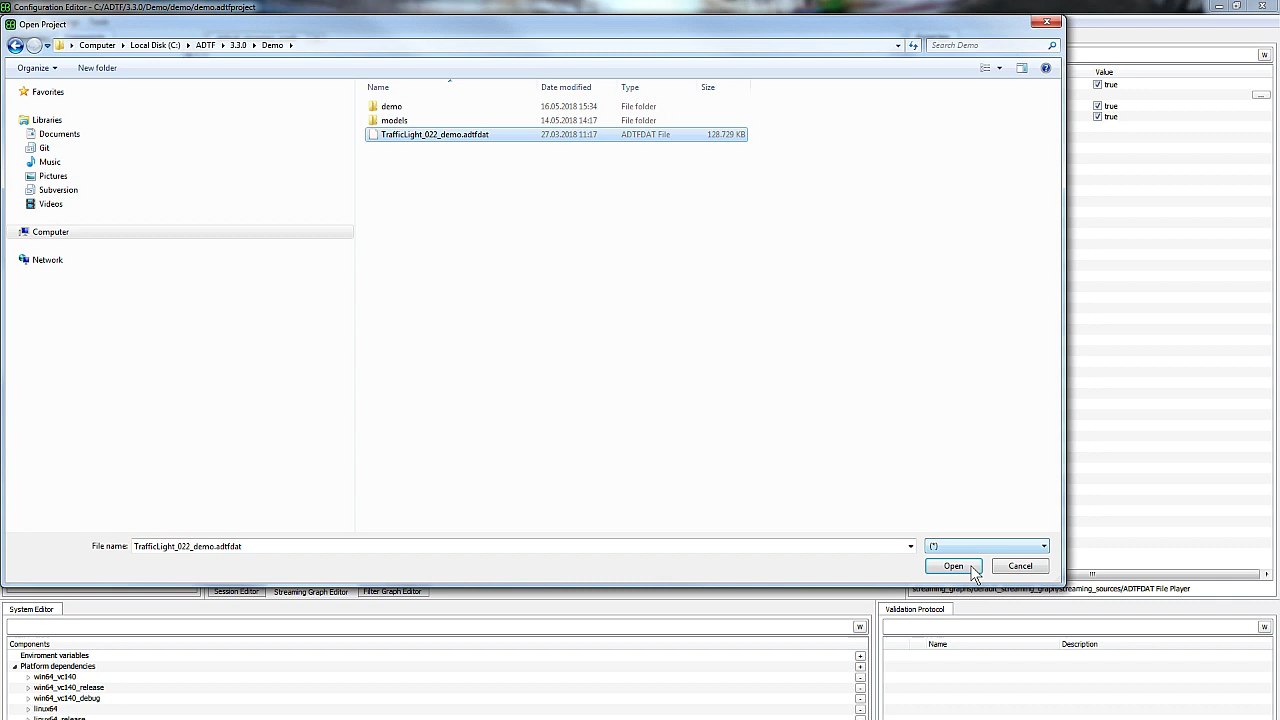 Configuration Editor - C:/ADTF/3.3.0/Demo/demo/demo.adtfproject
Open Project
Computer Local Disk (C:) ADTF 3.3.0 Demo
Search Demo
Organize New folder
Value
Favorites
Name Date modified Type Size
true
demo 16.05.2018 15:34 File folder
...
true
Libraries
models 14.05.2018 14:17 File folder
true
Documents
TrafficLight_022_demo.adtfdat 27.03.2018 11:17 ADTFDAT File 128.729 KB
Git
Music
Pictures
Subversion
Videos
Computer
Network
File name: TrafficLight_022_demo.adtfdat (*)
Open Cancel
Session Editor Streaming Graph Editor Filter Graph Editor
streaming_graphs/default_streaming_graph/streaming_sources/ADTFDAT File Player
System Editor
Validation Protocol
W
W
W
Components
Name Description
Enviroment variables
Platform dependencies
win64_vc140
win64_vc140_release
win64_vc140_debug
linux64
linux64_release